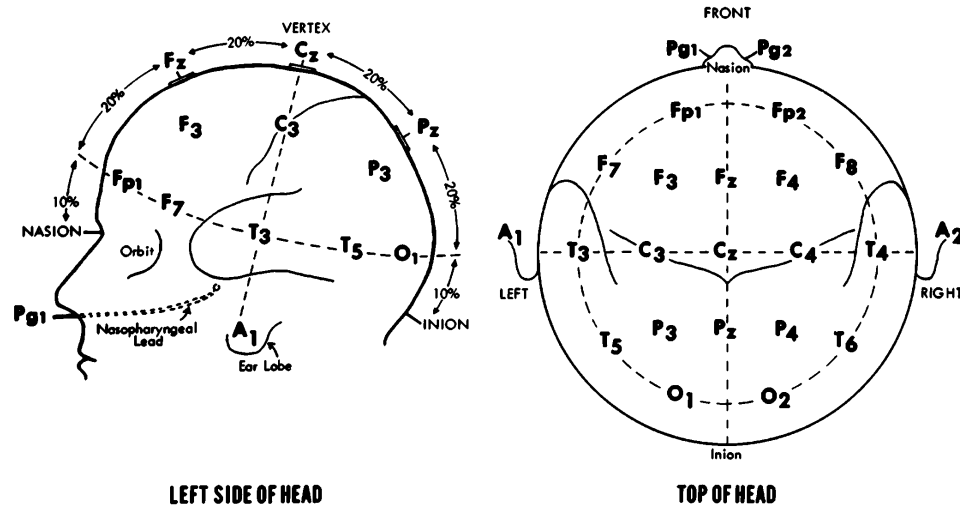 VERTEX
Fz
20%
Cz
20%
20%
F3
C3
Pz
P3
20%
10%
Fp1
F7
NASION
T3
T5
O1
Orbit
10%
Pg1
Nasopharyngeal
Lead
A1
INION
Ear Lobe
LEFT SIDE OF HEAD
FRONT
Pg1 Pg2
Nasion
Fp1 Fp2
F7 F8
F3 Fz F4
A1 A2
T3 C3 Cz C4 T4
LEFT RIGHT
P3 Pz P4
T5 T6
O1 O2
Inion
TOP OF HEAD